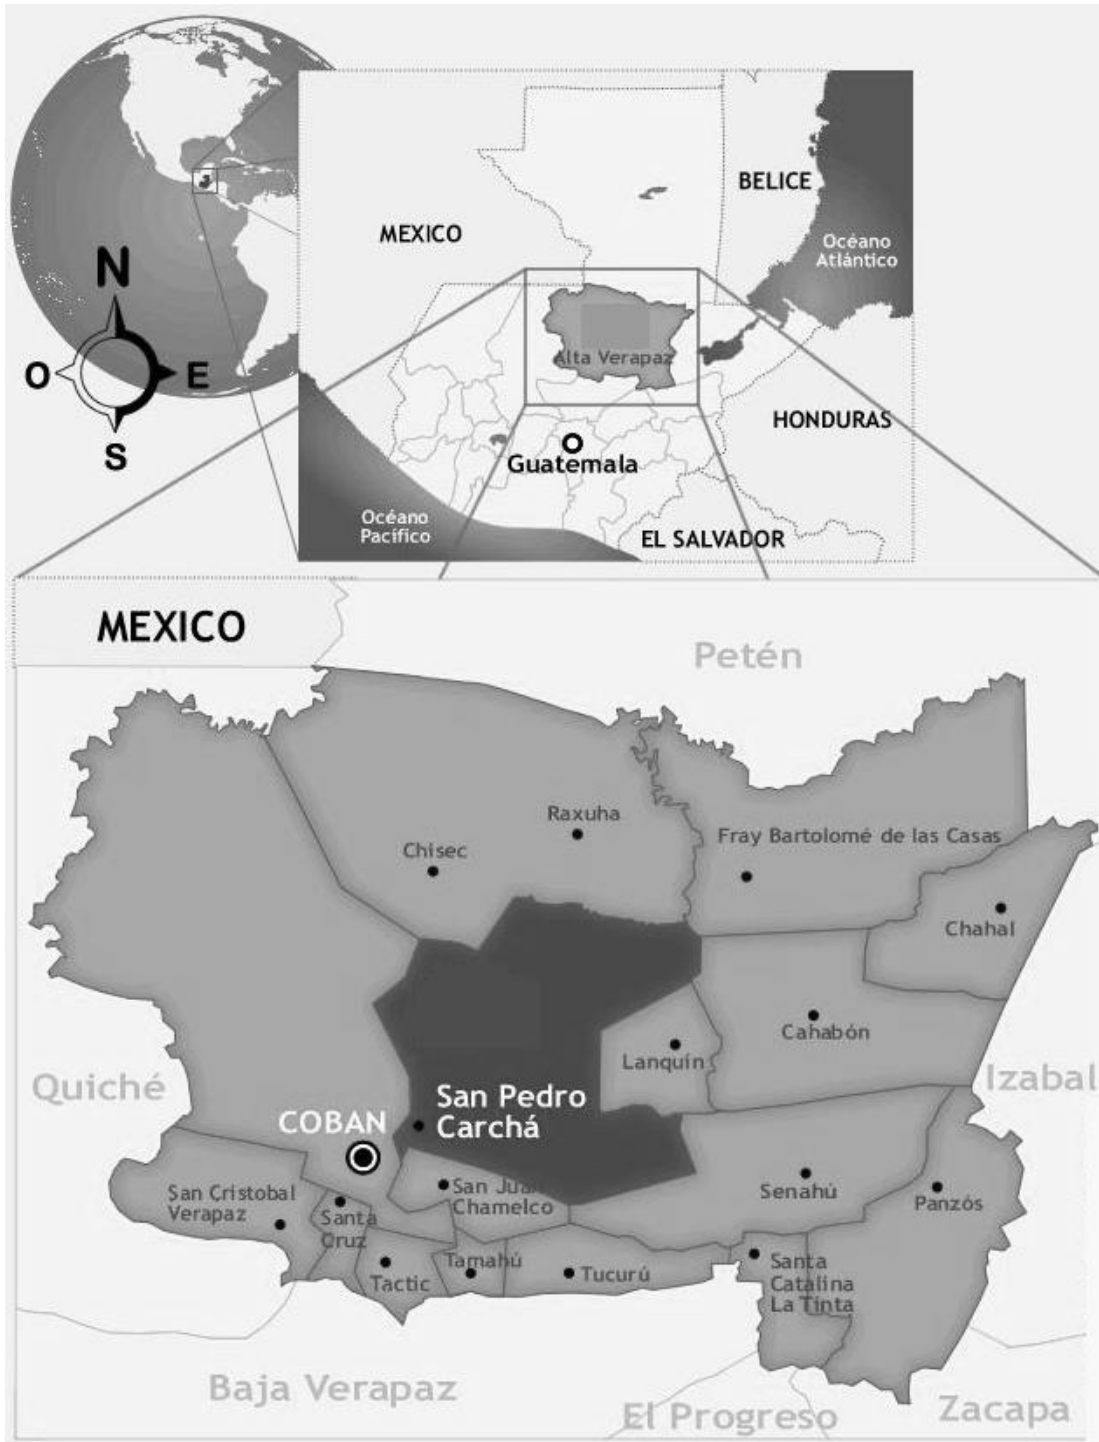 BELICE
MEXICO
Océano
Atlántico
N
O
E
S
Alta Verapaz
HONDURAS
Guatemala
Océano
Pacífico
EL SALVADOR
MEXICO
Petén
Raxuha
Chisec
Fray Bartolomé de las Casas
Chahal
Cahabón
Lanquín
Quiché
Izabal
San Pedro
Carchá
COBAN
San Cristobal
Verapaz
Santa
Cruz
San Juan
Chamelco
Senahú
Panzós
Tactic
Tamahú
Tucurú
Santa
Catalina
La Tinta
Baja Verapaz
El Progreso
Zacapa